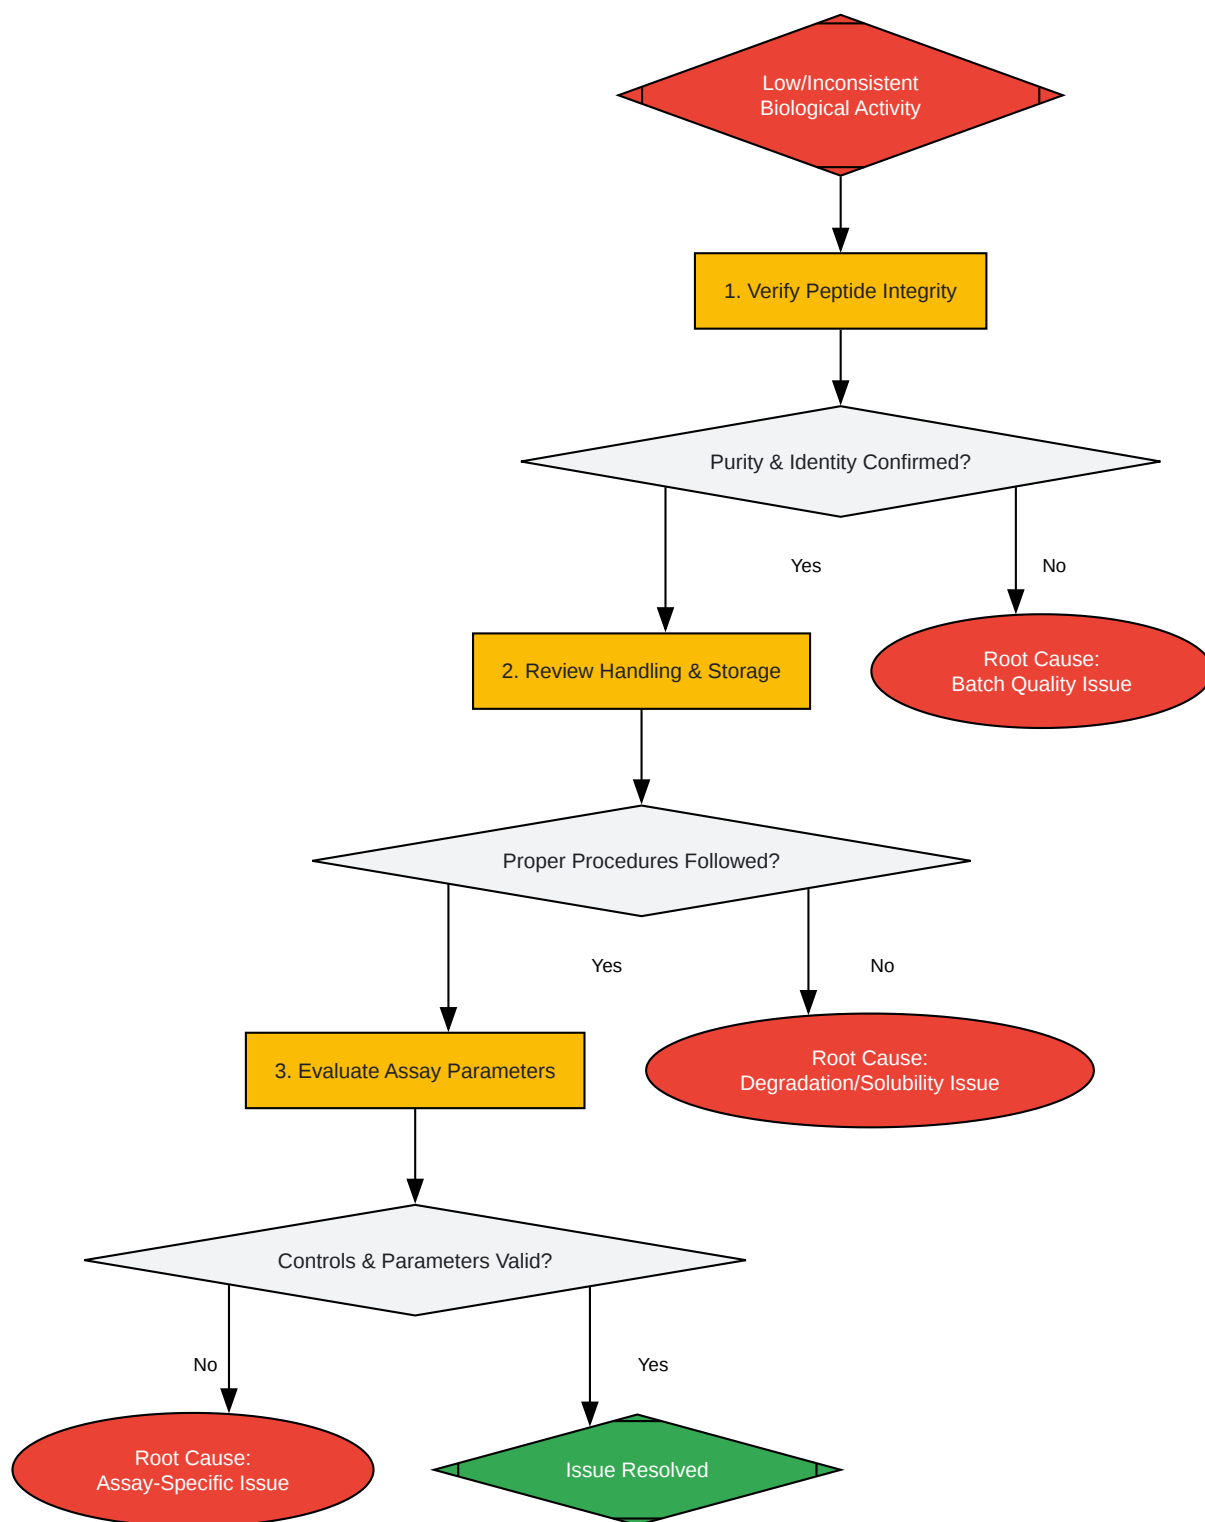 Low/Inconsistent
Biological Activity
1. Verify Peptide Integrity
Purity & Identity Confirmed?
Yes
No
2. Review Handling & Storage
Root Cause:
Batch Quality Issue
Proper Procedures Followed?
Yes
No
3. Evaluate Assay Parameters
Root Cause:
Degradation/Solubility Issue
Controls & Parameters Valid?
No
Yes
Root Cause:
Assay-Specific Issue
Issue Resolved